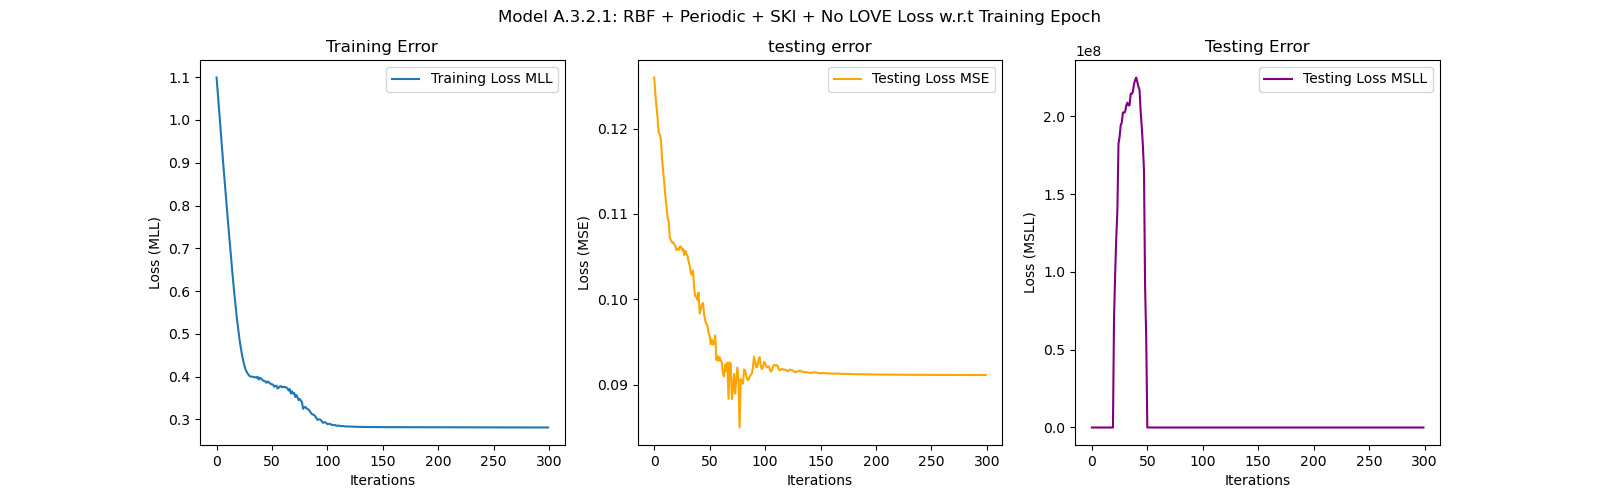 Model A.3.2.1: RBF + Periodic + SKI + No LOVE Loss w.r.t Training Epoch
Training Error
Training Loss MLL
Loss (MLL)
1.1
1.0
0.9
0.8
0.7
0.6
0.5
0.4
0.3
0 50 100 150 200 250 300
Iterations
testing error
Testing Loss MSE
Loss (MSE)
0.12
0.11
0.10
0.09
0 50 100 150 200 250 300
Iterations
Testing Error
1e8
Testing Loss MSLL
Loss (MSLL)
2.0
1.5
1.0
0.5
0.0
0 50 100 150 200 250 300
Iterations